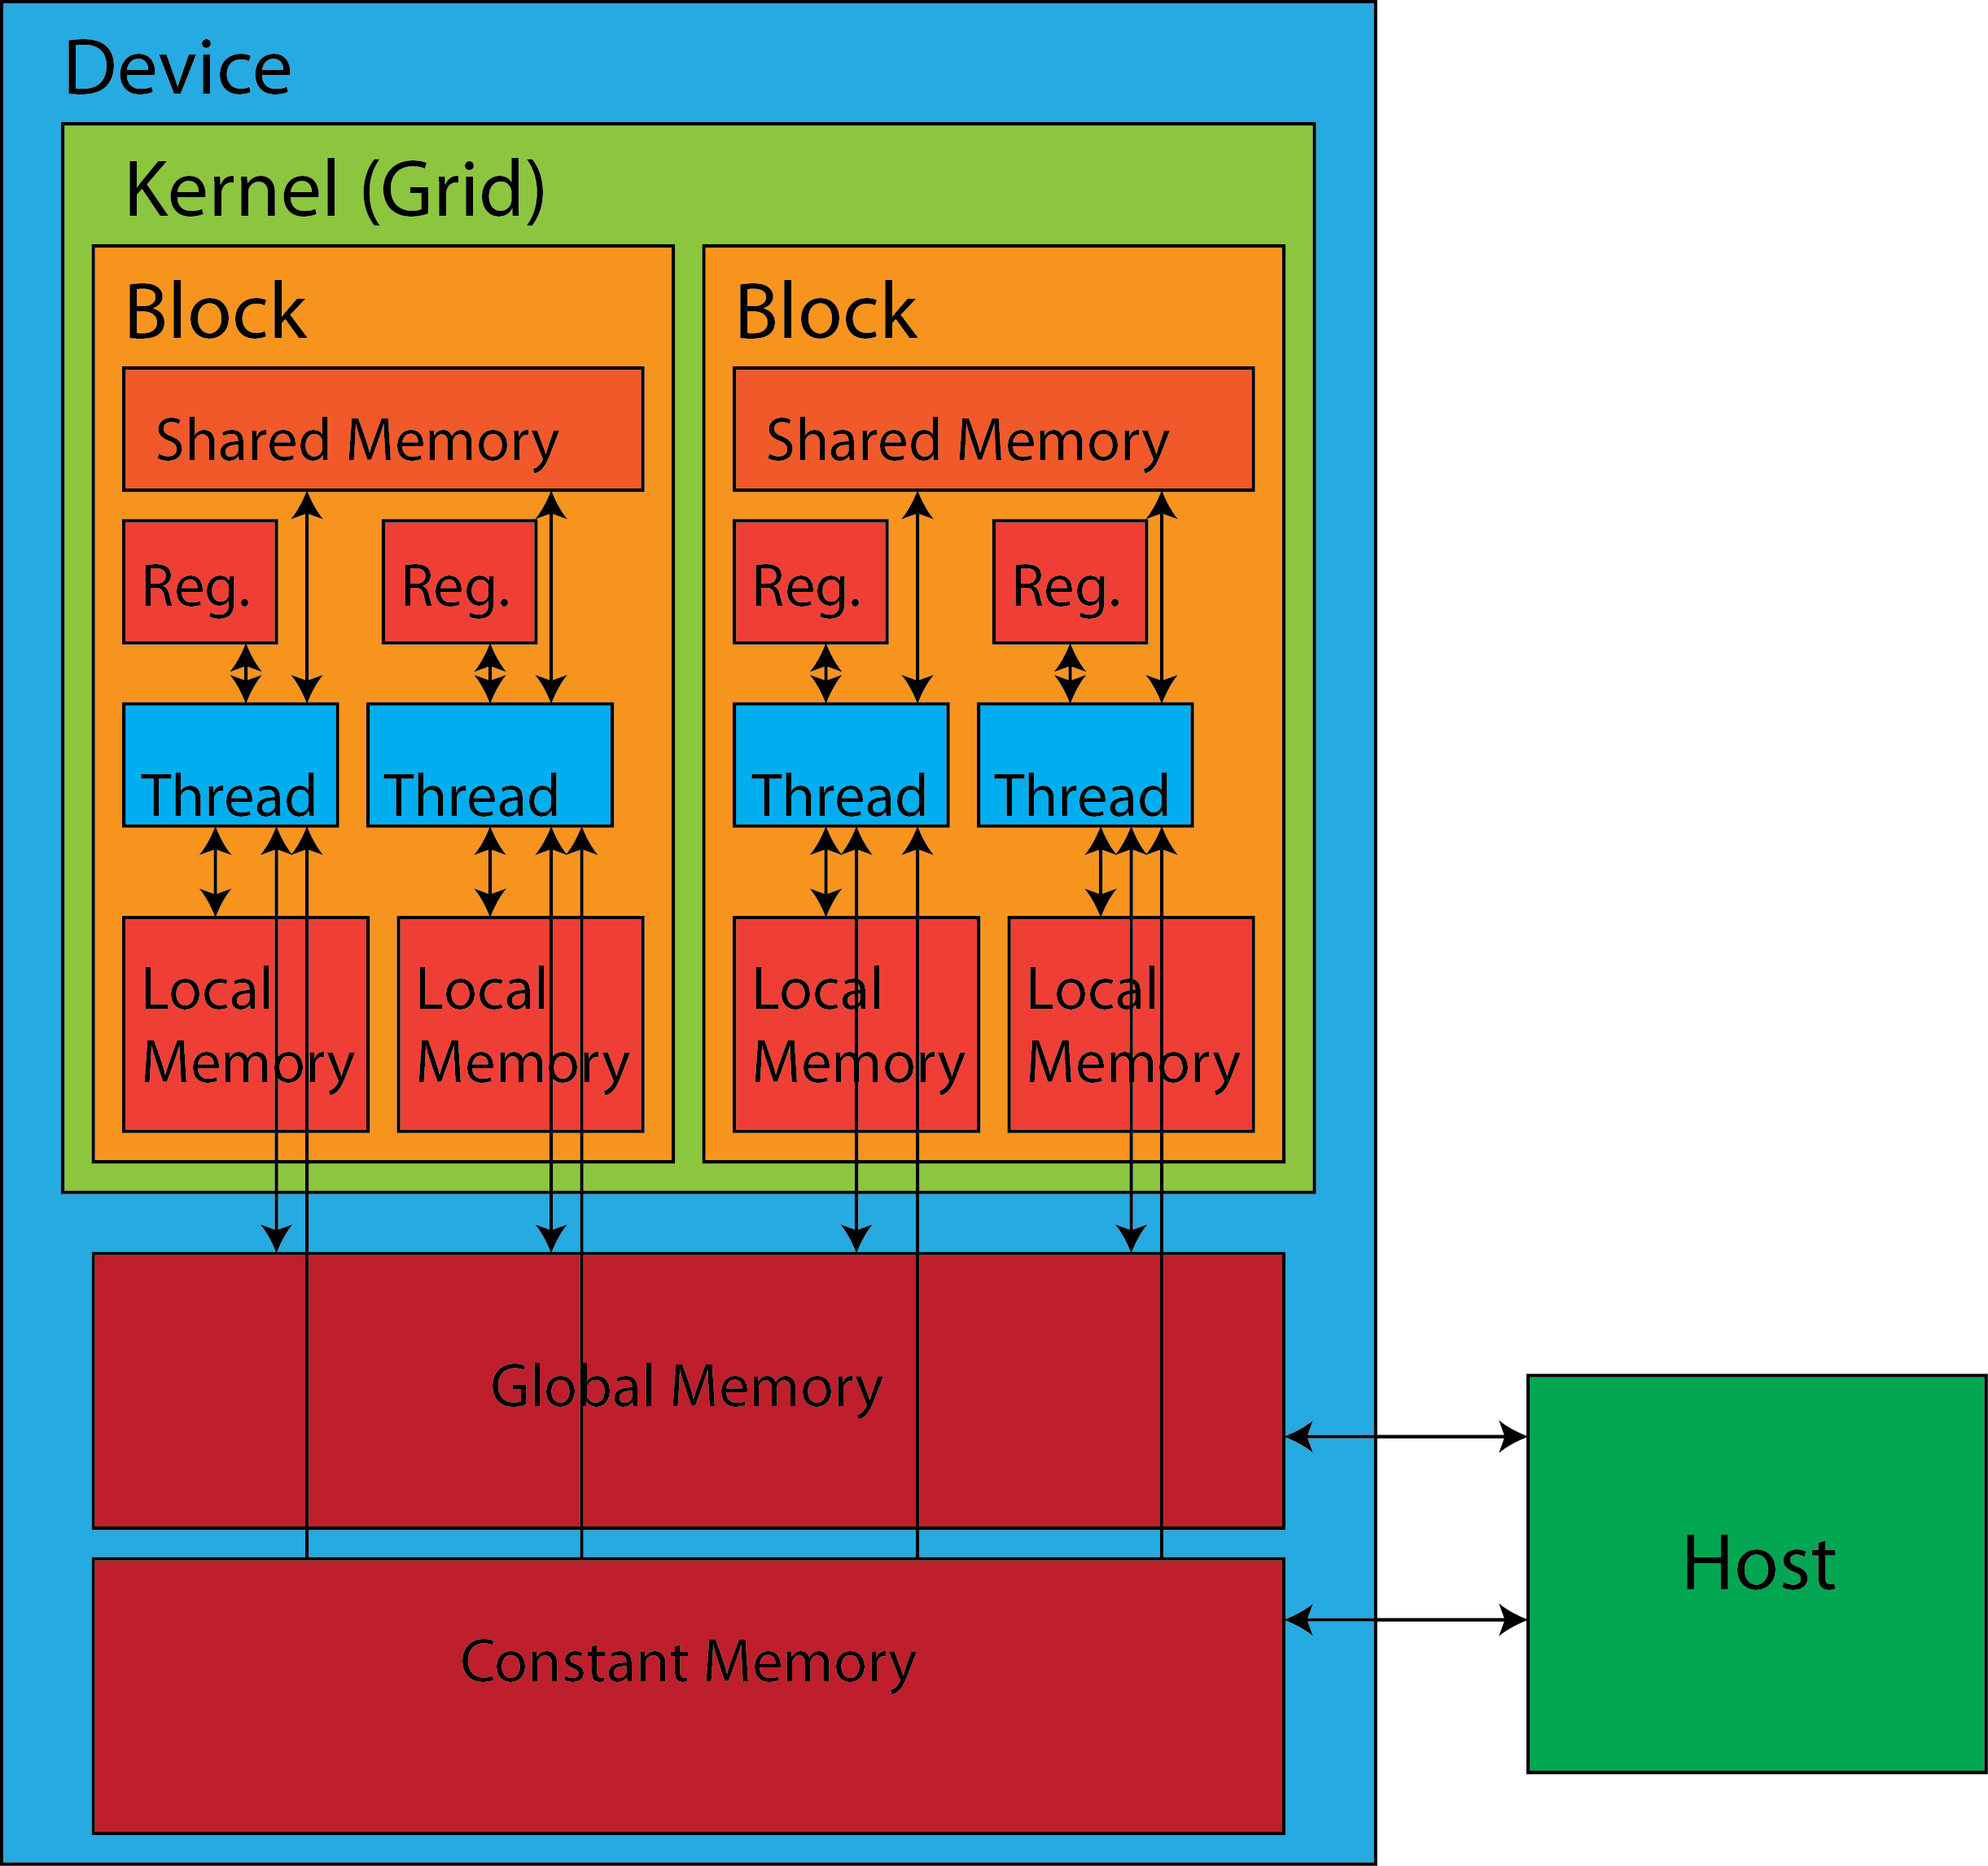 Device
Kernel (Grid)
Block
Shared Memory
Reg.
Reg.
Thread
Thread
Local
Memory
Local
Memory
Block
Shared Memory
Reg.
Reg.
Thread
Thread
Local
Memory
Local
Memory
Global Memory
Constant Memory
Host